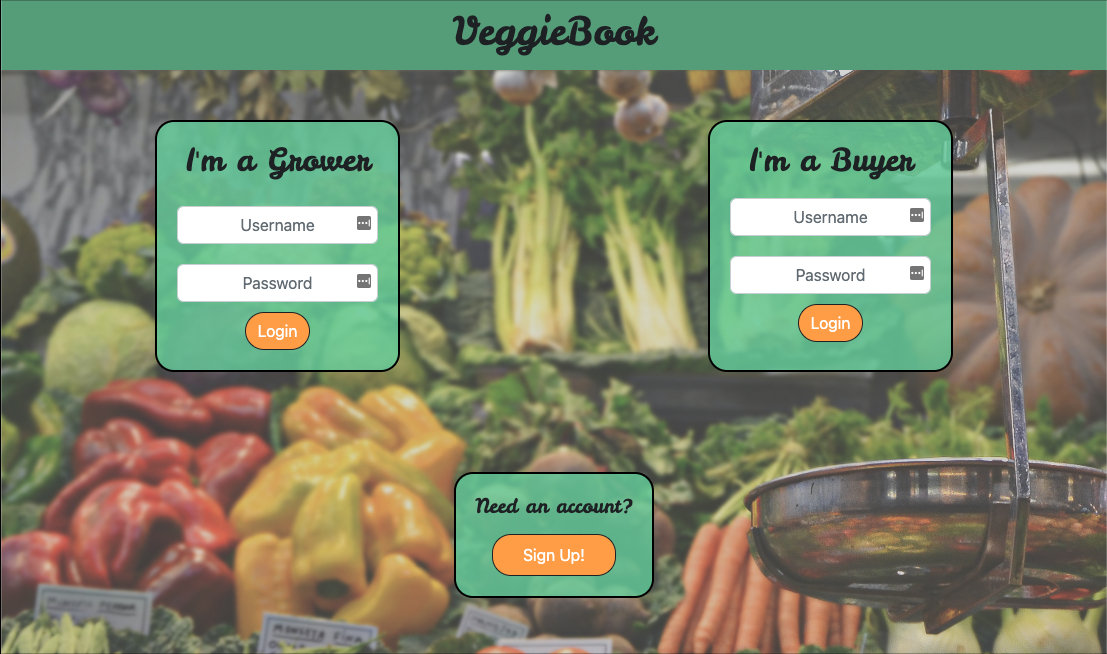 VeggieBook
I'm a Grower
Username
Password
Login
I'm a Buyer
Username
Password
Login
Need an account?
Sign Up!